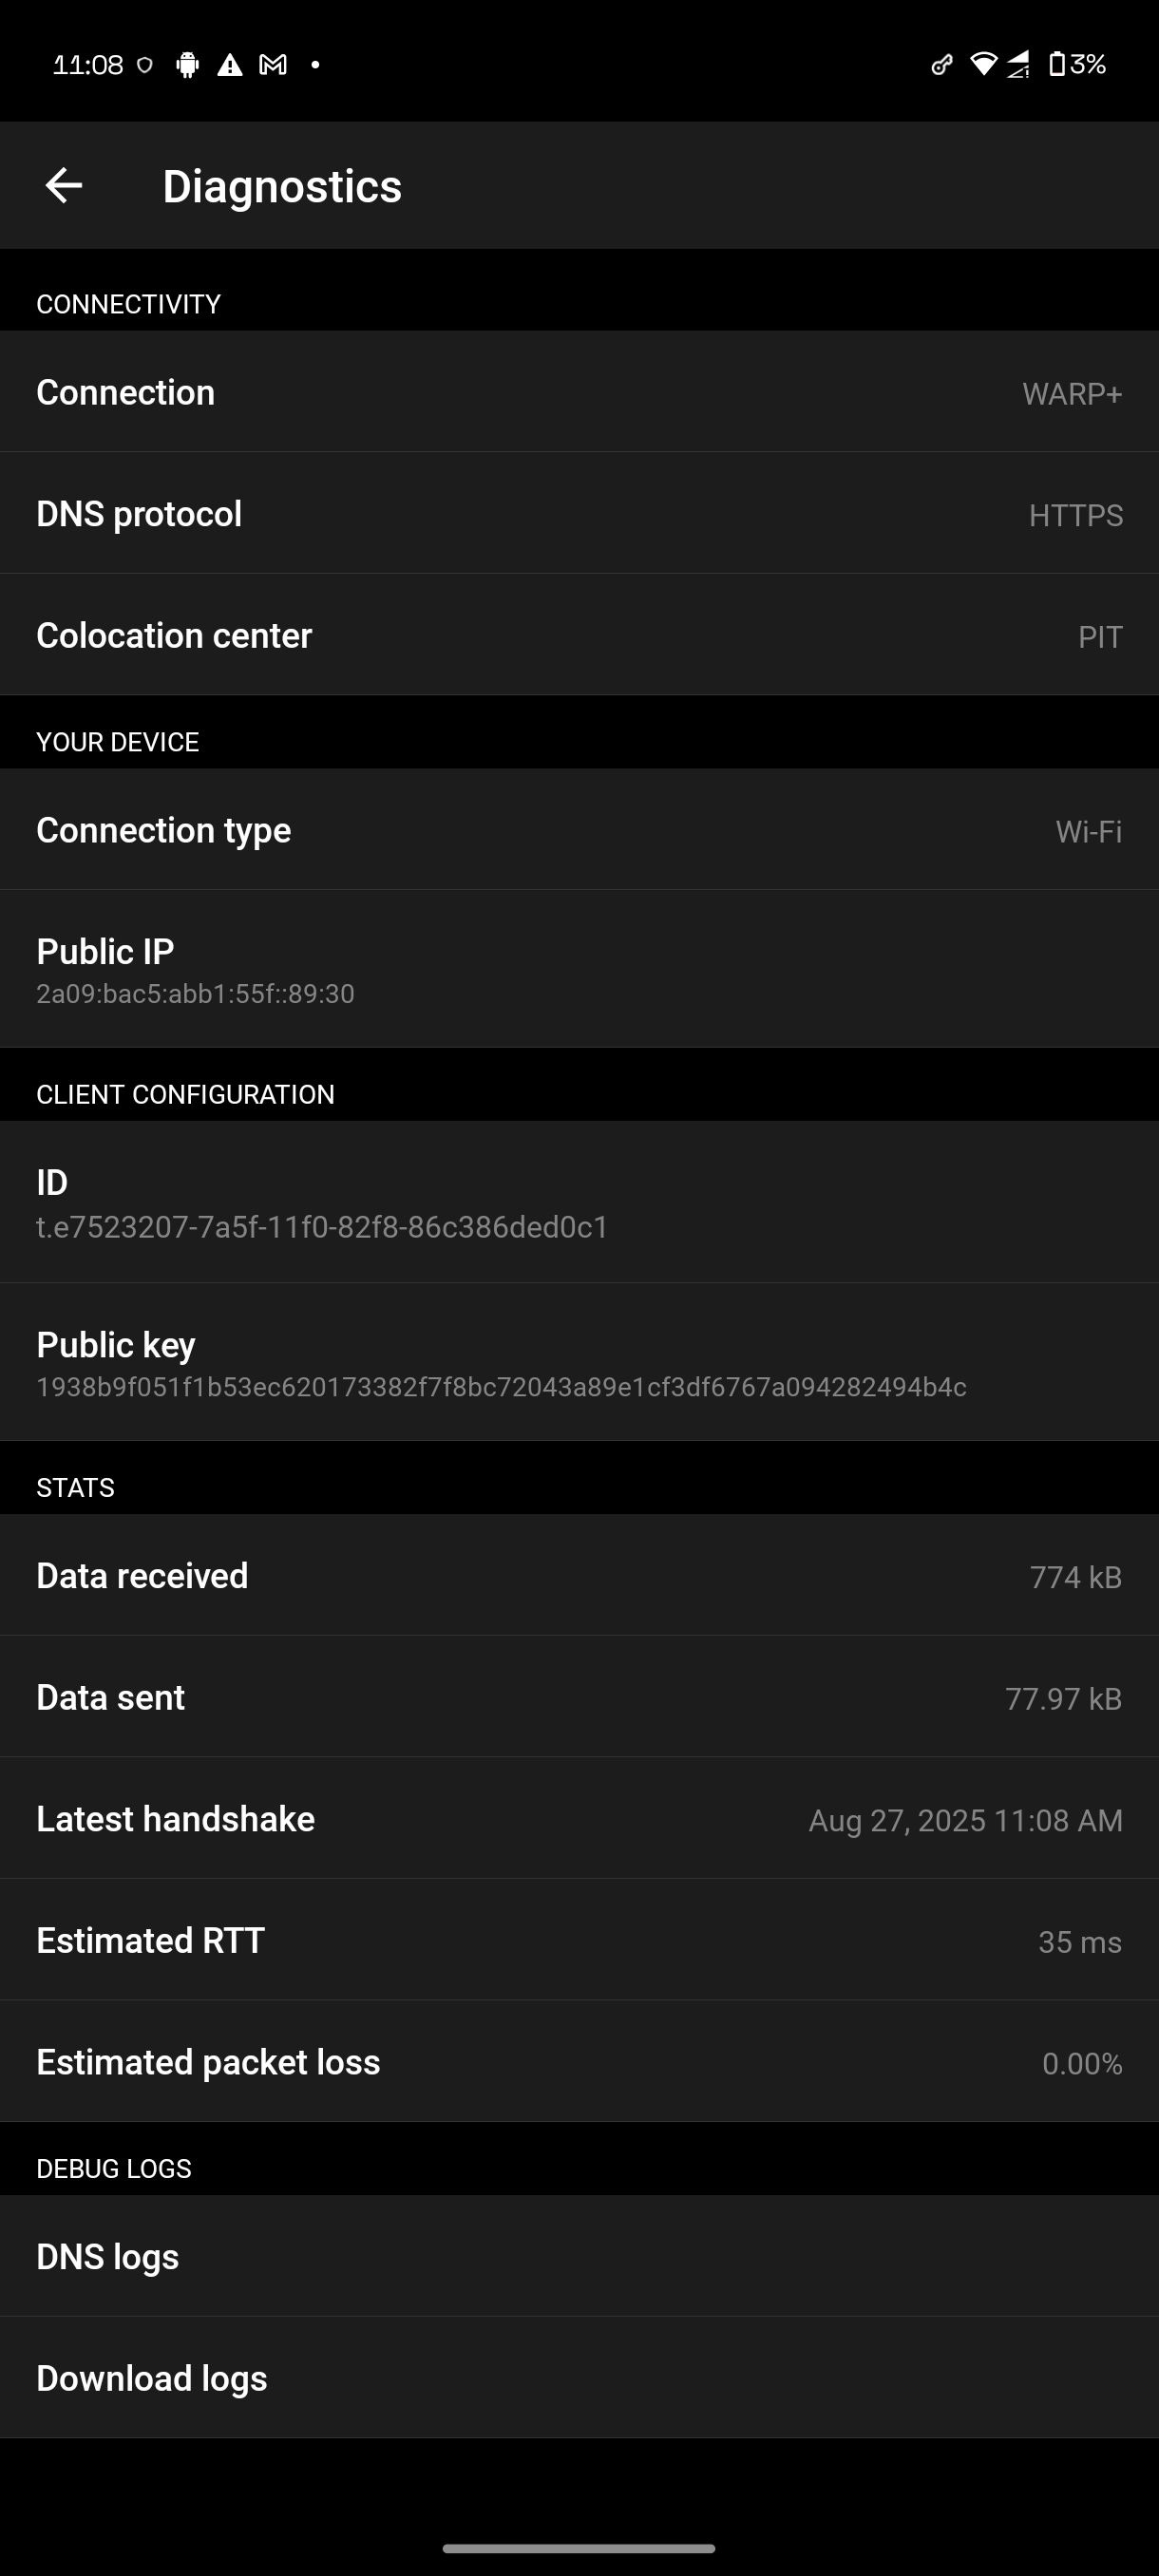 11:08
3%
Diagnostics
CONNECTIVITY
Connection WARP+
DNS protocol HTTPS
Colocation center PIT
YOUR DEVICE
Connection type Wi-Fi
Public IP
2a09:bac5:abb1:55f::89:30
CLIENT CONFIGURATION
ID
t.e7523207-7a5f-11f0-82f8-86c386ded0c1
Public key
1938b9f051f1b53ec620173382f7f8bc72043a89e1cf3df6767a094282494b4c
STATS
Data received 774 kB
Data sent 77.97 kB
Latest handshake Aug 27, 2025 11:08 AM
Estimated RTT 35 ms
Estimated packet loss 0.00%
DEBUG LOGS
DNS logs
Download logs